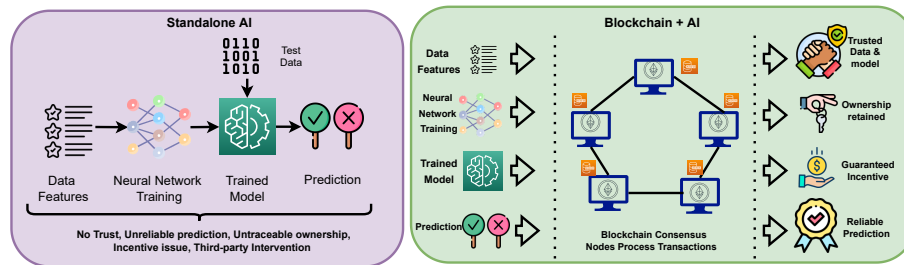 Standalone AI
0110
1001
1010
Test
Data
Data
Features
Neural Network
Training
Trained
Model
Prediction
No Trust, Unreliable prediction, Untraceable ownership,
Incentive issue, Third-party Intervention
Blockchain + AI
Data
Features
Neural
Network
Training
Trained
Model
Prediction
Blockchain Consensus
Nodes Process Transactions
Trusted
Data &
model
Ownership
retained
$
Guaranteed
Incentive
Reliable
Prediction